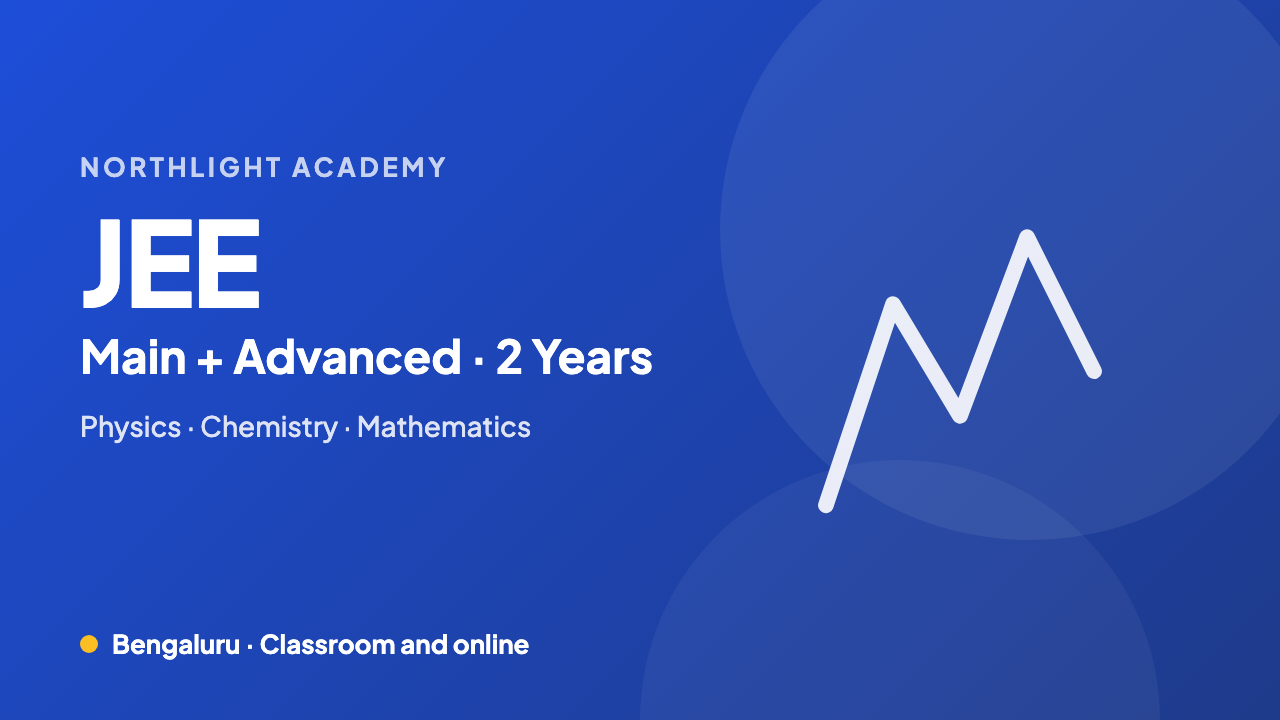 NORTHLIGHT ACADEMY
JEE
Main + Advanced · 2 Years
Physics · Chemistry · Mathematics
Bengaluru · Classroom and online